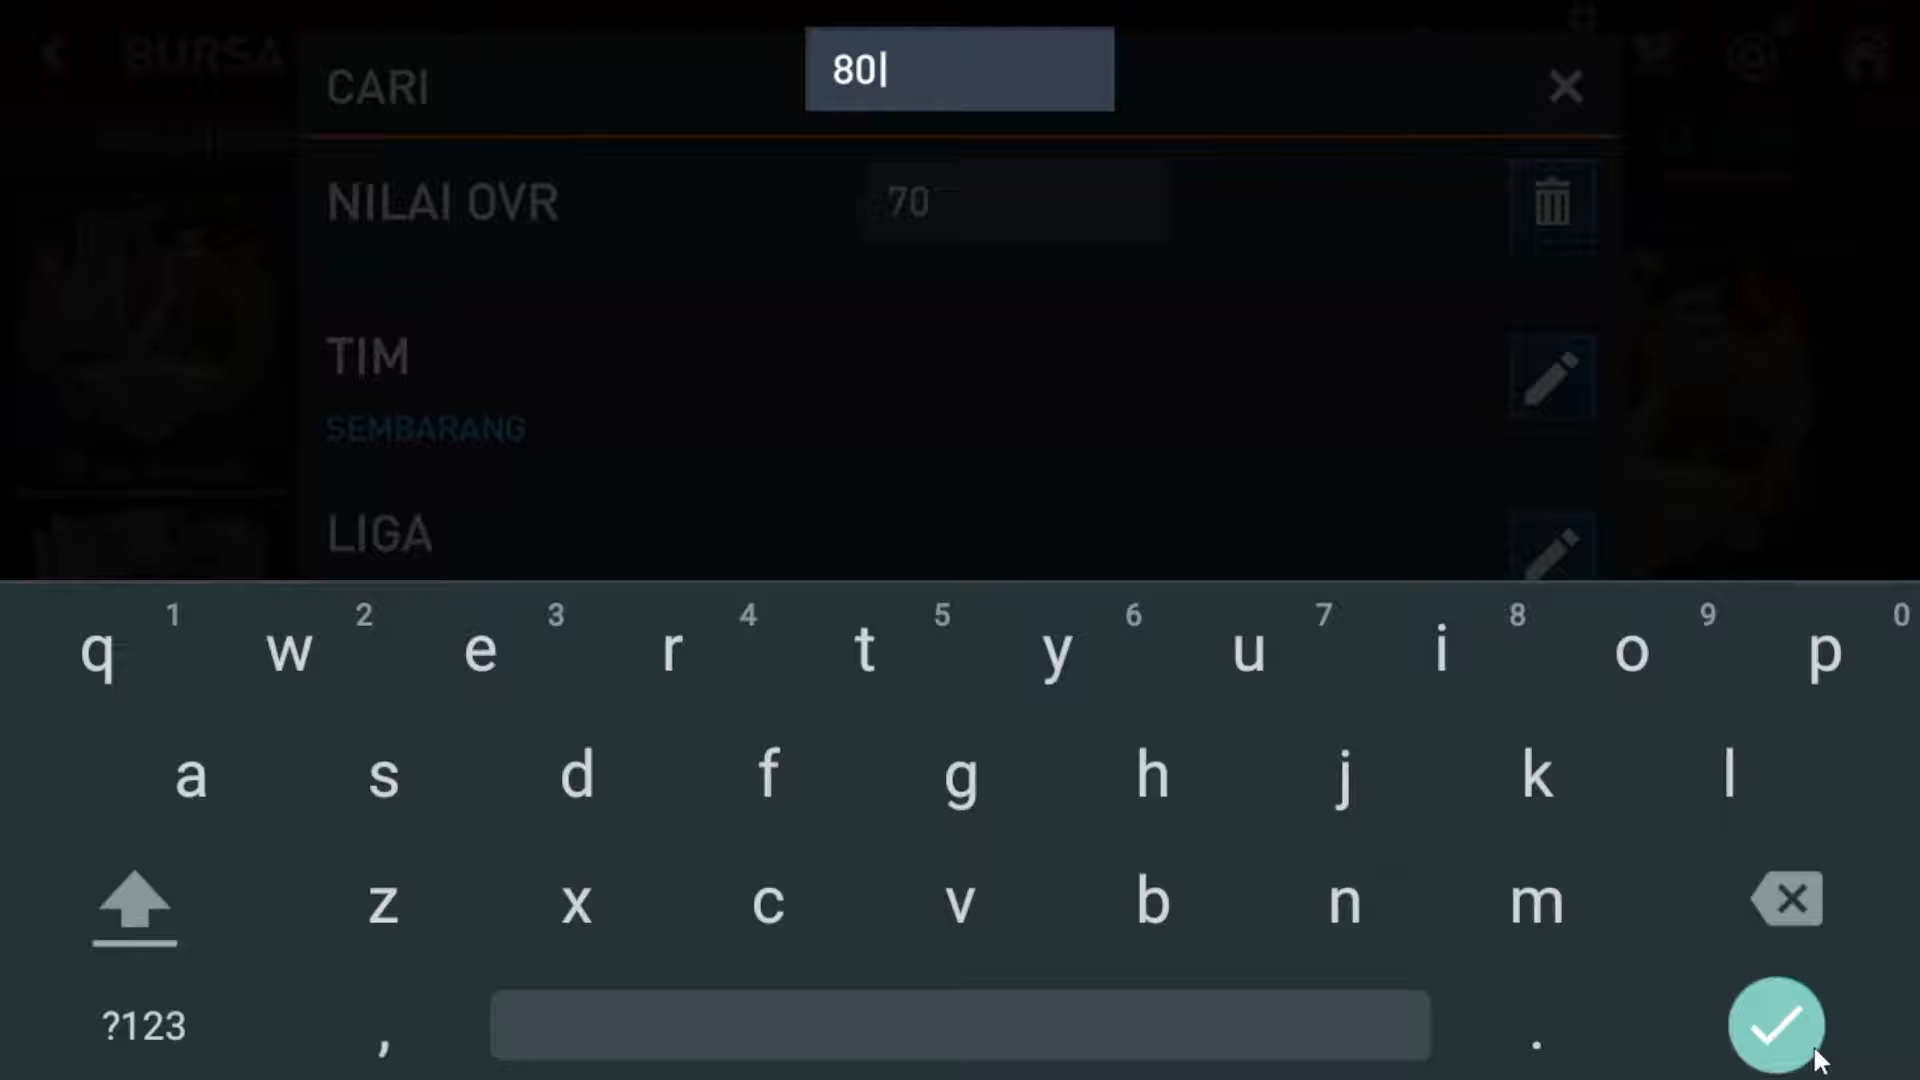 BURSA
80
CARI
NILAI OVR
70
TIM
SEMBARANG
LIGA
1 2 3 4 5 6 7 8 9 0
q w e r t y u i o p
a s d f g h j k l
z x c v b n m
?123 , .